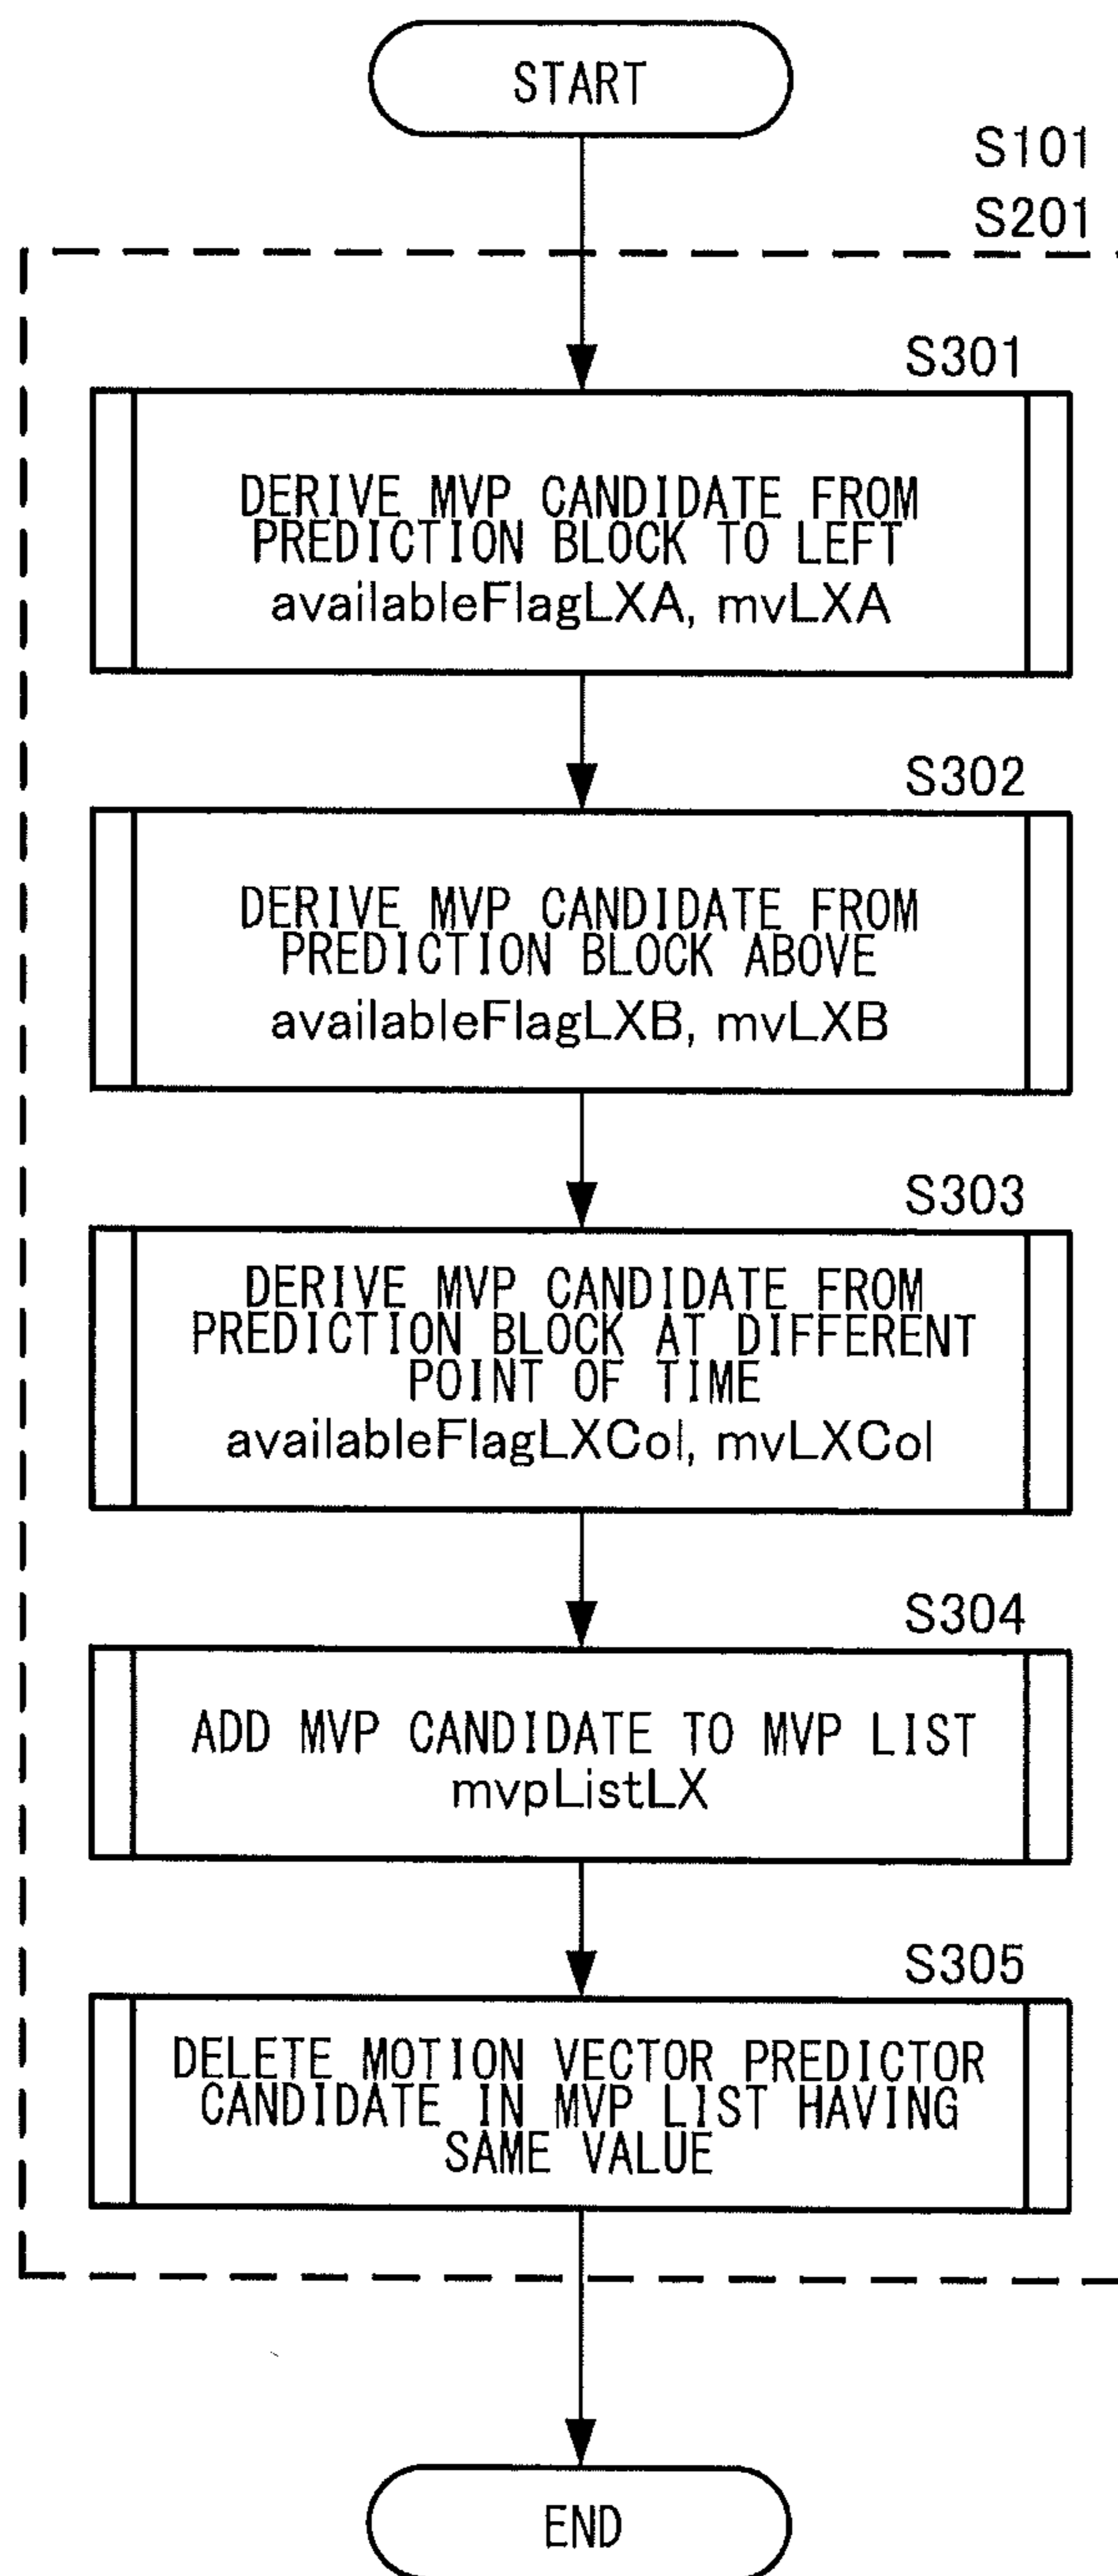 START
S101
S201
S301
DERIVE MVP CANDIDATE FROM
PREDICTION BLOCK TO LEFT
availableFlagLXA, mvLXA
S302
DERIVE MVP CANDIDATE FROM
PREDICTION BLOCK ABOVE
availableFlagLXB, mvLXB
S303
DERIVE MVP CANDIDATE FROM
PREDICTION BLOCK AT DIFFERENT
POINT OF TIME
availableFlagLXCol, mvLXCol
S304
ADD MVP CANDIDATE TO MVP LIST
mvpListLX
S305
DELETE MOTION VECTOR PREDICTOR
CANDIDATE IN MVP LIST HAVING
SAME VALUE
END